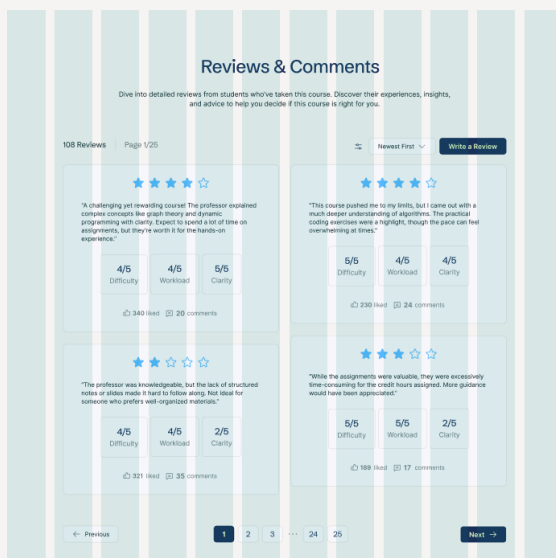 Reviews & Comments
Dive into detailed reviews from students who've taken this course. Discover their experiences, insights,
and advice to help you decide if this course is right for you.
108 Reviews
Page 1/25
Newest First
Write a Review
"A challenging yet rewarding course! The professor explained
complex concepts like graph theory and dynamic
programming with clarity. Expect to spend a lot of time on
assignments, but they're worth it for the hands-on
experience."
4/5 4/5 5/5
Difficulty Workload Clarity
340 liked 20 comments
"This course pushed me to my limits, but I came out with a
much deeper understanding of algorithms. The practical
coding exercises were a highlight, though the pace can feel
overwhelming at times."
5/5 4/5 4/5
Difficulty Workload Clarity
230 liked 24 comments
"The professor was knowledgeable, but the lack of structured
notes or slides made it hard to follow along. Not ideal for
someone who prefers well-organized materials."
4/5 4/5 2/5
Difficulty Workload Clarity
321 liked 35 comments
"While the assignments were valuable, they were excessively
time-consuming for the credit hours assigned. More guidance
would have been appreciated."
5/5 5/5 2/5
Difficulty Workload Clarity
189 liked 17 comments
← Previous
1 2 3 ··· 24 25
Next →